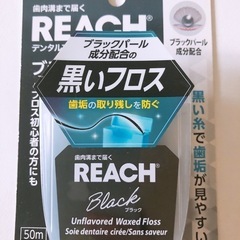 歯肉溝まで届く
REACH
デンタル
ブラックパール
成分配合の
黒いフロス
歯垢の取り残しを防ぐ
フロス初心者の方にも
ブラックパール
成分配合
黒い糸で歯垢が見やすい
歯肉溝まで届く
REACH
Black
ブラック
Unflavored Waxed Floss
Soie dentaire cirée/Sans saveur
50m